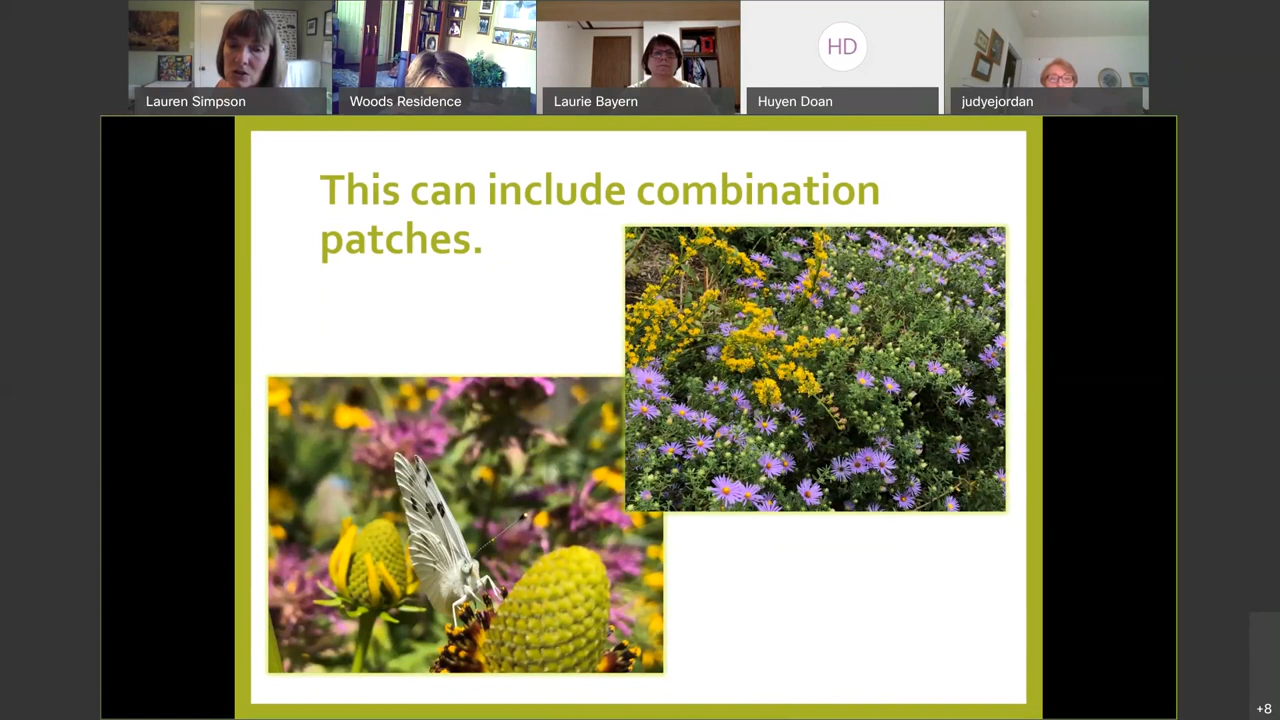 Lauren Simpson
Woods Residence
Laurie Bayern
HD
Huyen Doan
judyejordan
This can include combination
patches.
+8